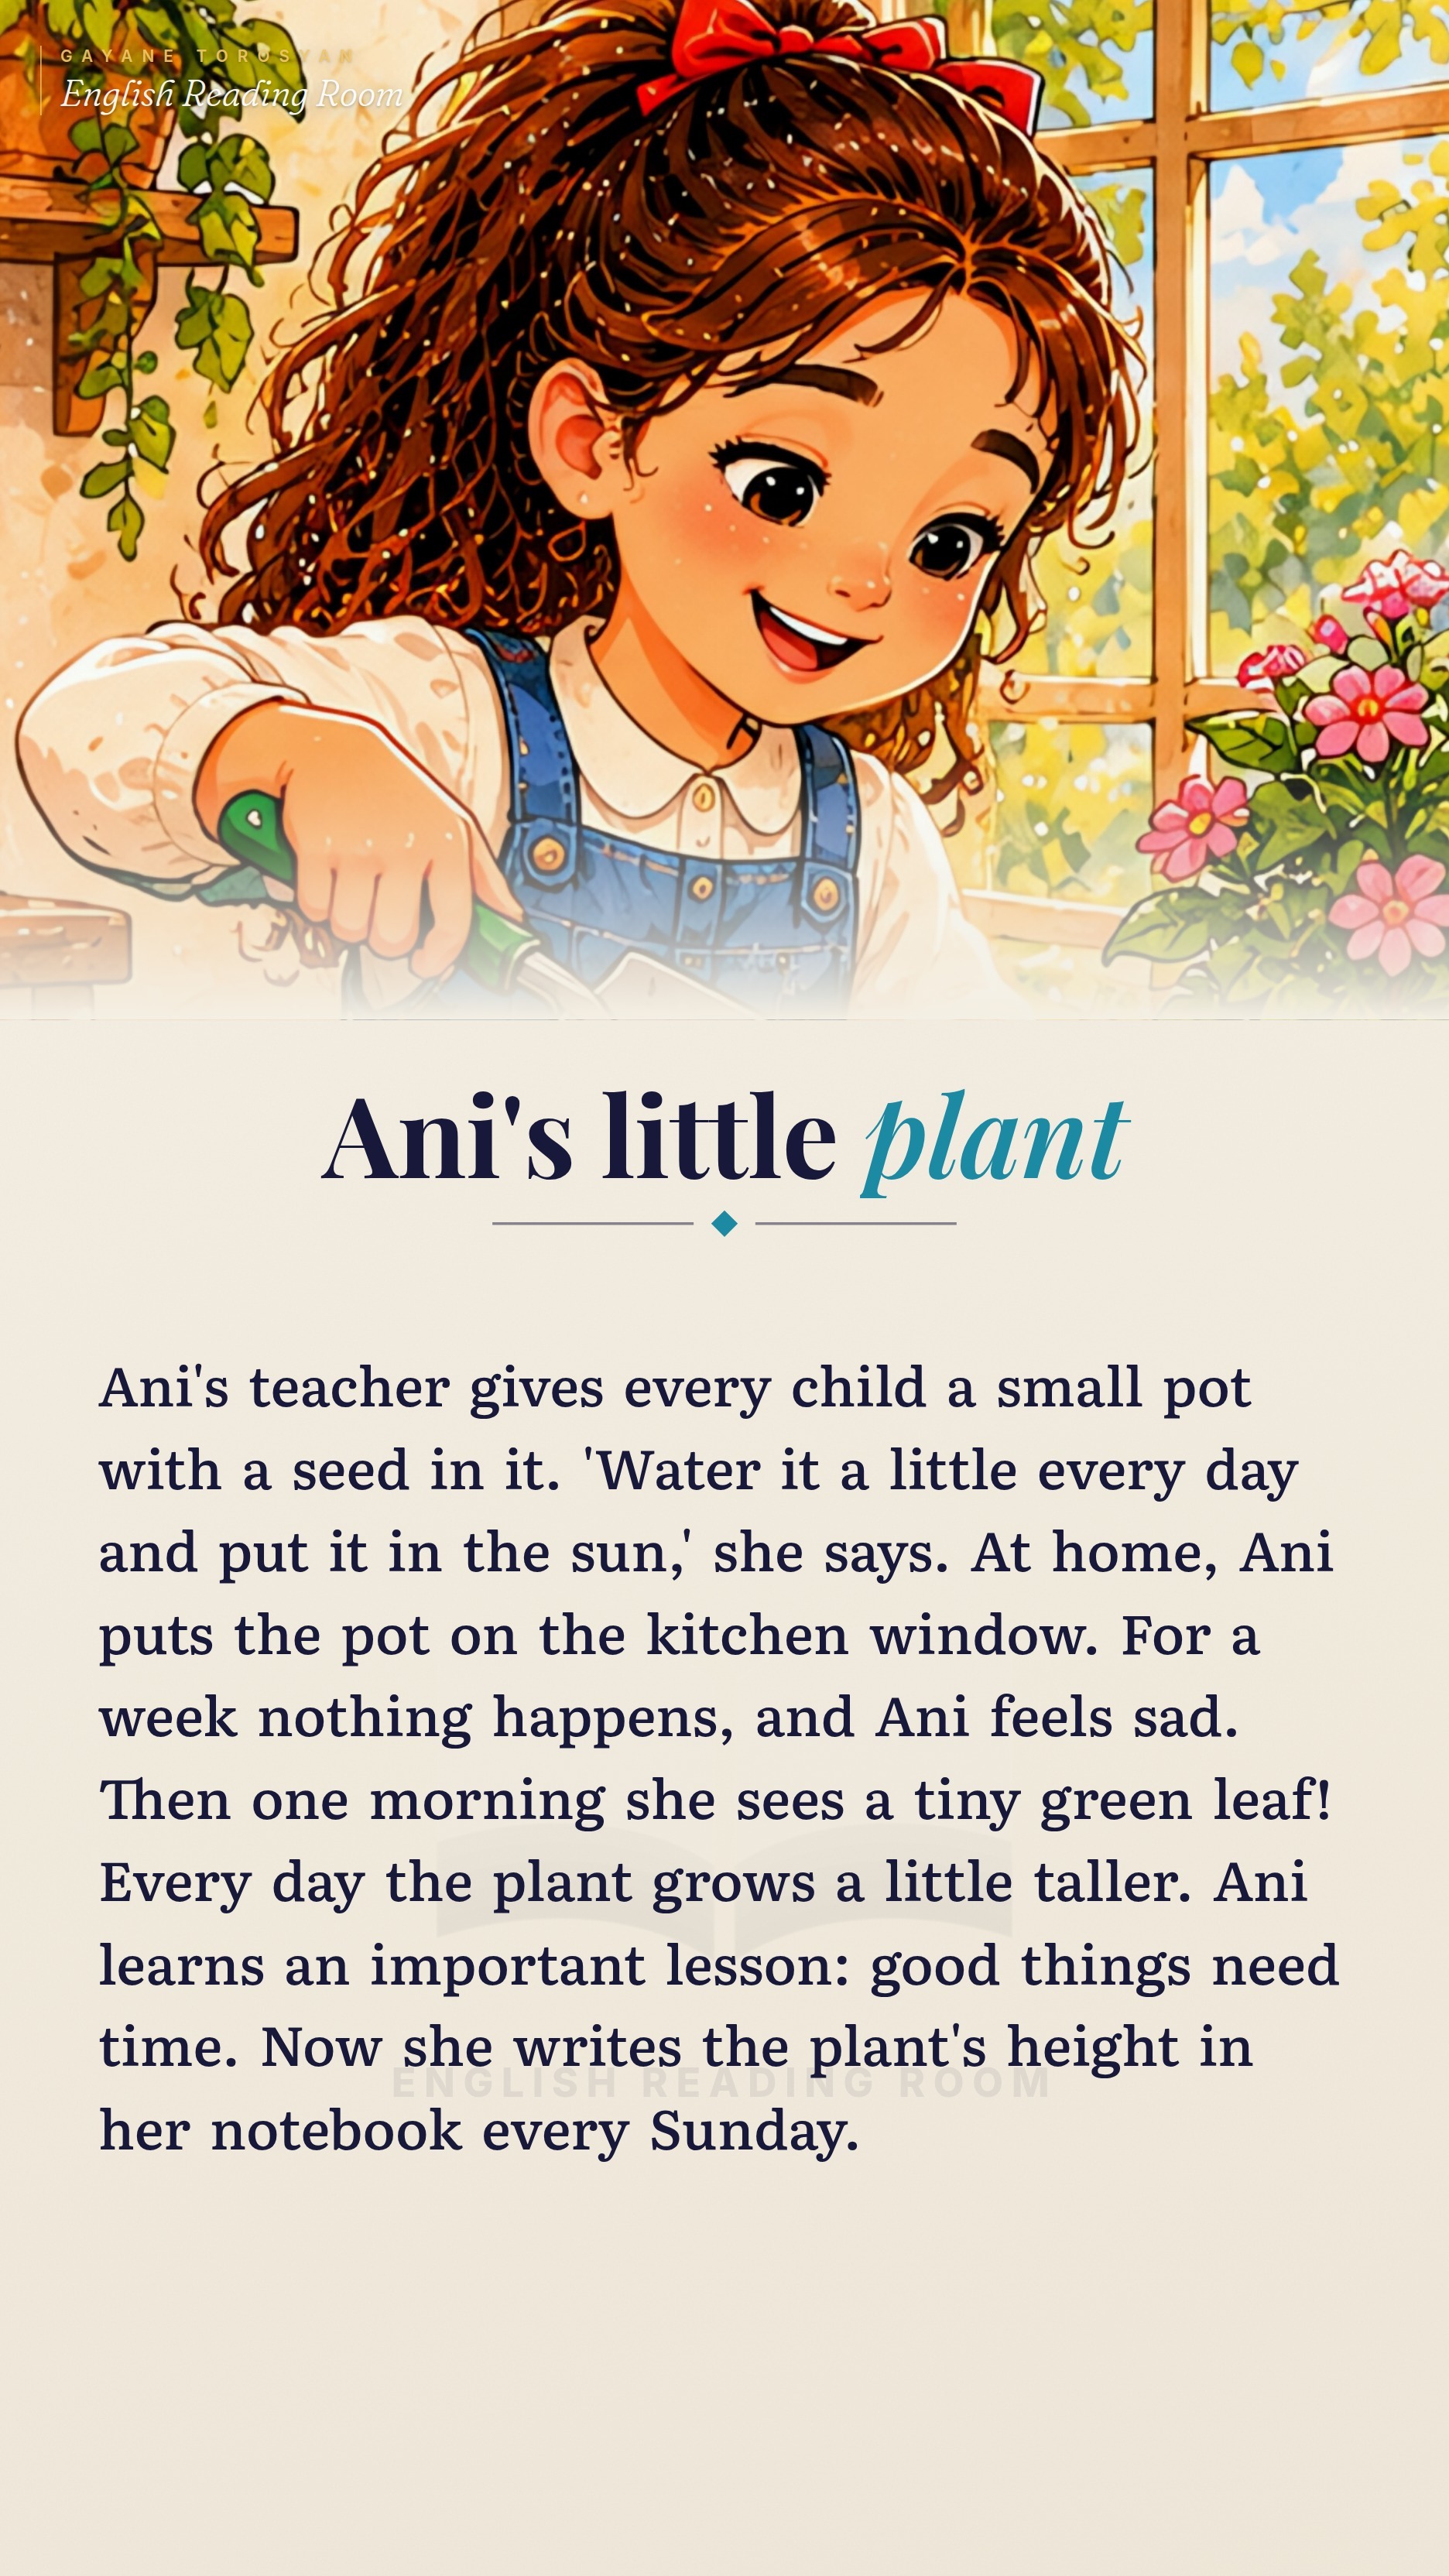 GAYANE TORUSYAN
English Reading Room
Ani's little plant
Ani's teacher gives every child a small pot
with a seed in it. 'Water it a little every day
and put it in the sun,' she says. At home, Ani
puts the pot on the kitchen window. For a
week nothing happens, and Ani feels sad.
Then one morning she sees a tiny green leaf!
Every day the plant grows a little taller. Ani
learns an important lesson: good things need
time. Now she writes the plant's height in
ENGLISH READING ROOM
her notebook every Sunday.